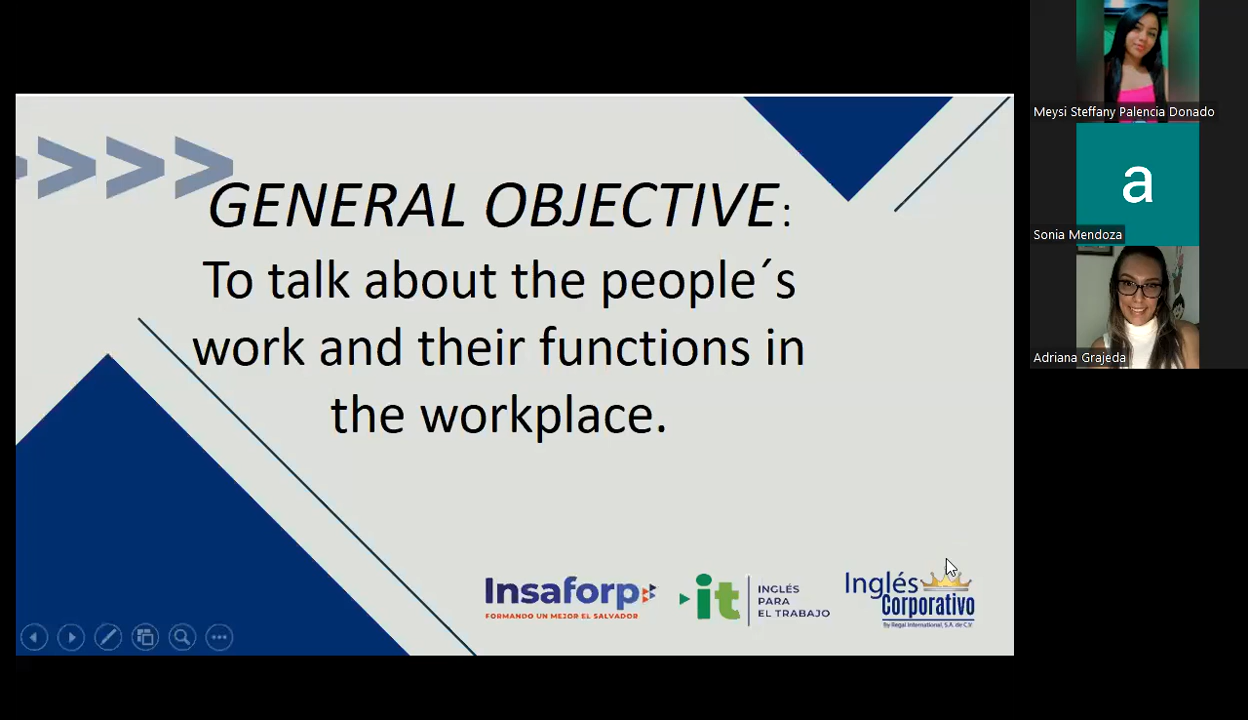 GENERAL OBJECTIVE:
To talk about the people´s
work and their functions in
the workplace.
Insaforp
FORMANDO UN MEJOR EL SALVADOR
it
INGLÉS
PARA
EL TRABAJO
Inglés
Corporativo
By Regal International, S.A. de C.V
Meysi Steffany Palencia Donado
a
Sonia Mendoza
Adriana Grajeda